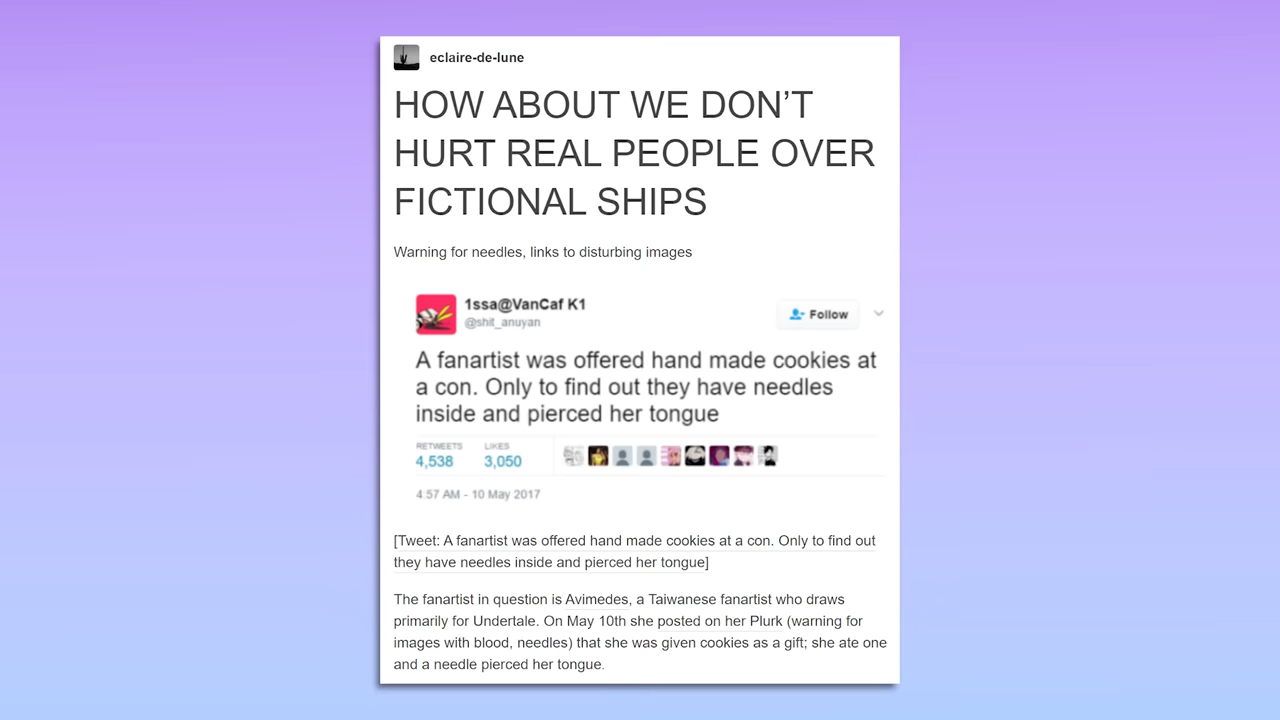 eclaire-de-lune
HOW ABOUT WE DON’T
HURT REAL PEOPLE OVER
FICTIONAL SHIPS
Warning for needles, links to disturbing images
1ssa@VanCaf K1
@shit_anuyan
Follow
A fanartist was offered hand made cookies at
a con. Only to find out they have needles
inside and pierced her tongue
RETWEETS LIKES
4,538 3,050
4:57 AM - 10 May 2017
[Tweet: A fanartist was offered hand made cookies at a con. Only to find out
they have needles inside and pierced her tongue]
The fanartist in question is Avimedes, a Taiwanese fanartist who draws
primarily for Undertale. On May 10th she posted on her Plurk (warning for
images with blood, needles) that she was given cookies as a gift; she ate one
and a needle pierced her tongue.